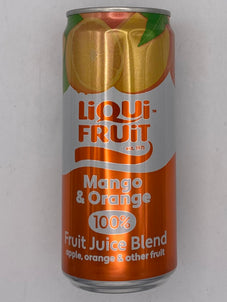 LiQUi-
FRUiT
Mango
& Orange
100%
Fruit Juice Blend
apple, orange & other fruit